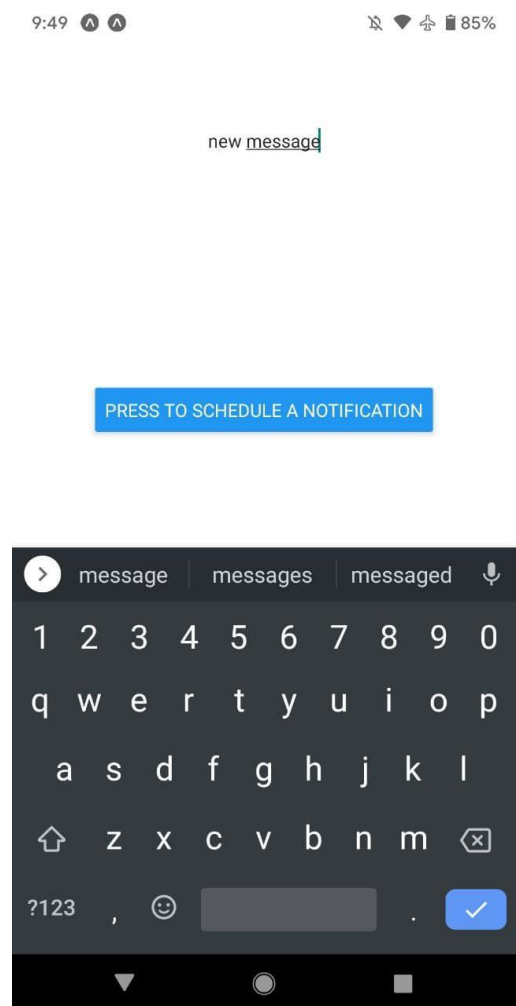 9:49 85%
new message
PRESS TO SCHEDULE A NOTIFICATION
message messages messaged
1 2 3 4 5 6 7 8 9 0
q w e r t y u i o p
a s d f g h j k l
z x c v b n m
?123 , .